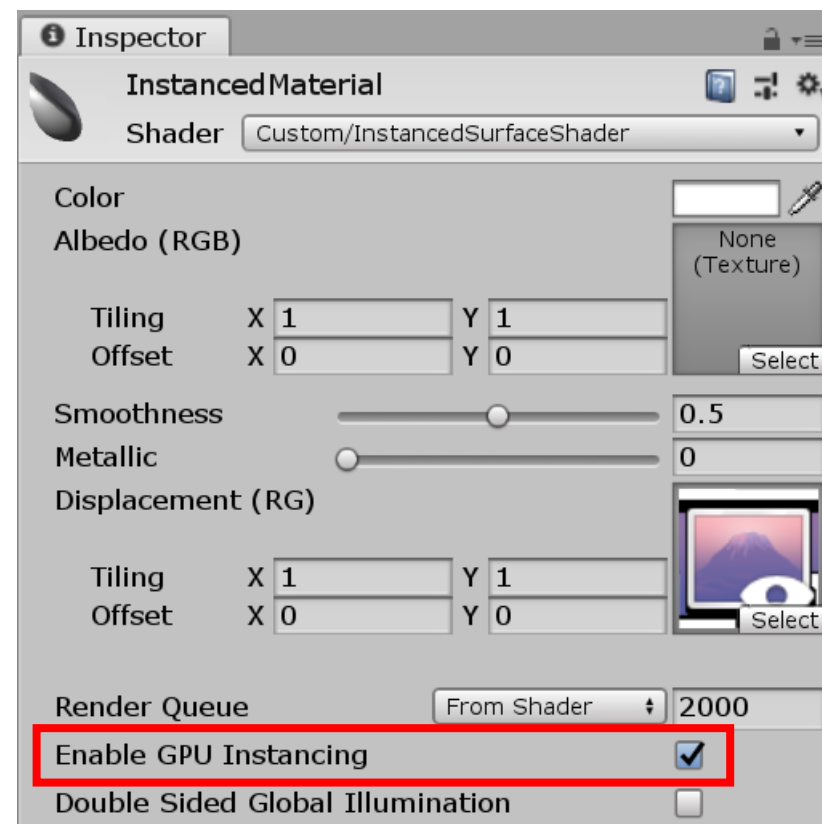 Inspector
InstancedMaterial
Shader Custom/InstancedSurfaceShader
Color
Albedo (RGB)
None
(Texture)
Tiling X 1 Y 1
Offset X 0 Y 0
Select
Smoothness 0.5
Metallic 0
Displacement (RG)
Tiling X 1 Y 1
Offset X 0 Y 0
Select
Render Queue From Shader 2000
Enable GPU Instancing
Double Sided Global Illumination